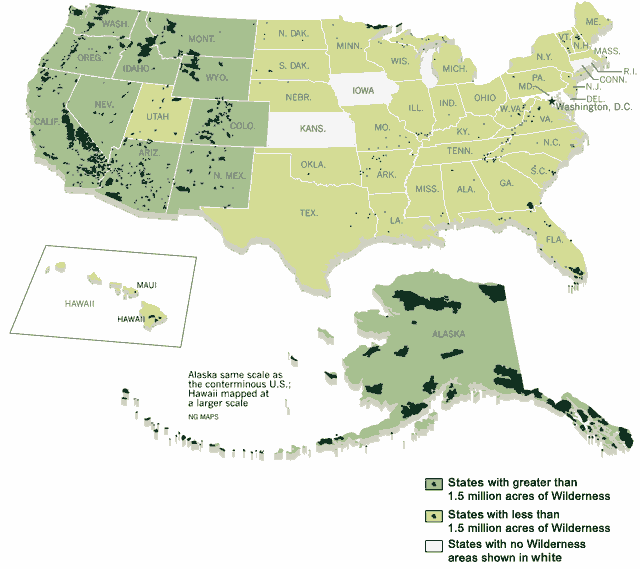 WASH.
MONT.
N. DAK.
MINN.
ME.
VT.
N.H.
MASS.
OREG.
IDAHO
WYO.
S. DAK.
WIS.
MICH.
N.Y.
R.I.
CONN.
PA.
N.J.
MD.
DEL.
Washington, D.C.
NEBR.
IOWA
ILL.
IND.
OHIO
W.VA.
VA.
CALIF.
NEV.
UTAH
COLO.
KANS.
MO.
KY.
N.C.
TENN.
ARIZ.
N. MEX.
OKLA.
ARK.
S.C.
MISS.
ALA.
GA.
TEX.
LA.
FLA.
MAUI
HAWAII
HAWAII
ALASKA
Alaska same scale as
the conterminous U.S.;
Hawaii mapped at
a larger scale
NG MAPS
States with greater than
1.5 million acres of Wilderness
States with less than
1.5 million acres of Wilderness
States with no Wilderness
areas shown in white